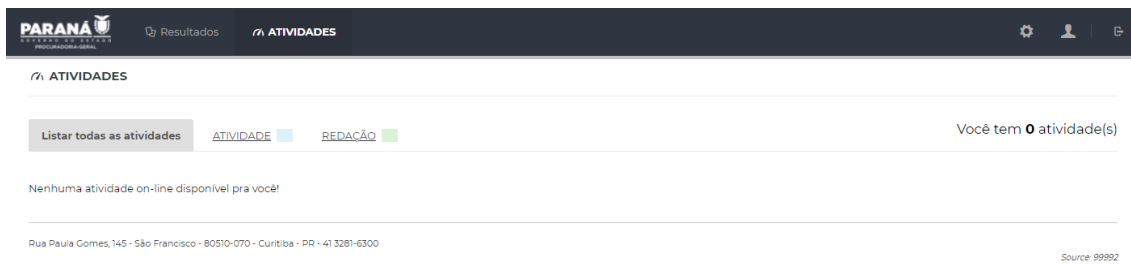 PARANÁ
GOVERNO DO ESTADO
PROCURADORIA-GERAL
Resultados
ATIVIDADES
ATIVIDADES
Listar todas as atividades
ATIVIDADE
REDAÇÃO
Você tem 0 atividade(s)
Nenhuma atividade on-line disponível pra você!
Rua Paula Gomes, 145 - São Francisco - 80510-070 - Curitiba - PR - 41 3281-6300
Source: 99992